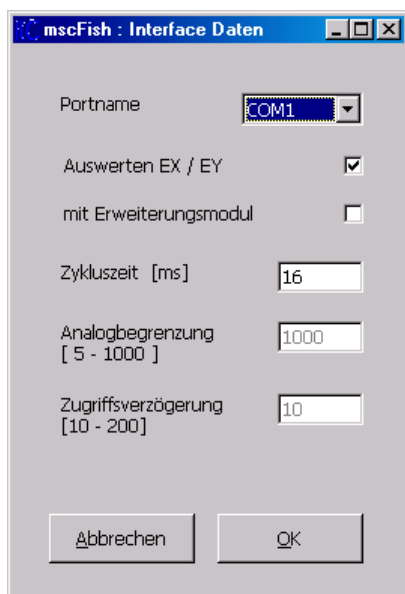 mscFish : Interface Daten
Portname COM1
Auswerten EX / EY
mit Erweiterungsmodul
Zykluszeit [ms] 16
Analogbegrenzung 1000
[ 5 - 1000 ]
Zugriffsverzögerung 10
[10 - 200]
Abbrechen OK